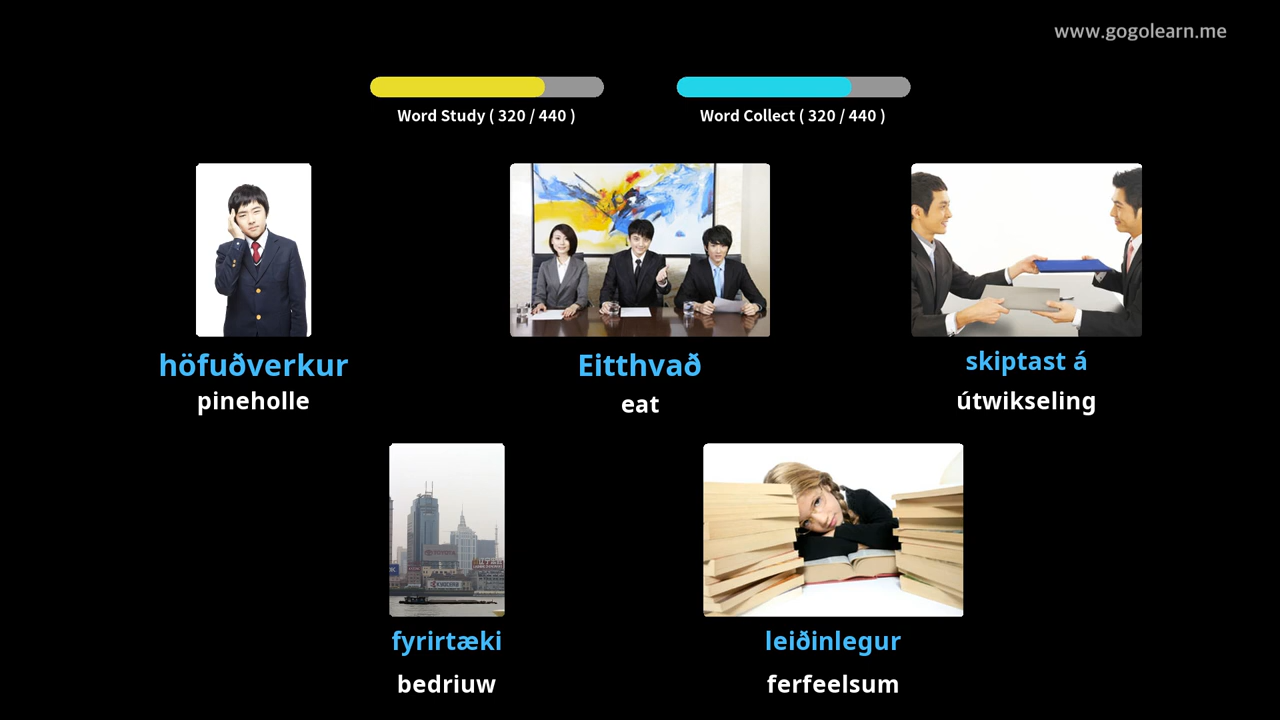 www.gogolearn.me
Word Study ( 320 / 440 )
Word Collect ( 320 / 440 )
höfuðverkur
pineholle
Eitthvað
eat
skiptast á
útwikseling
fyrirtæki
bedriuw
leiðinlegur
ferfeelsum